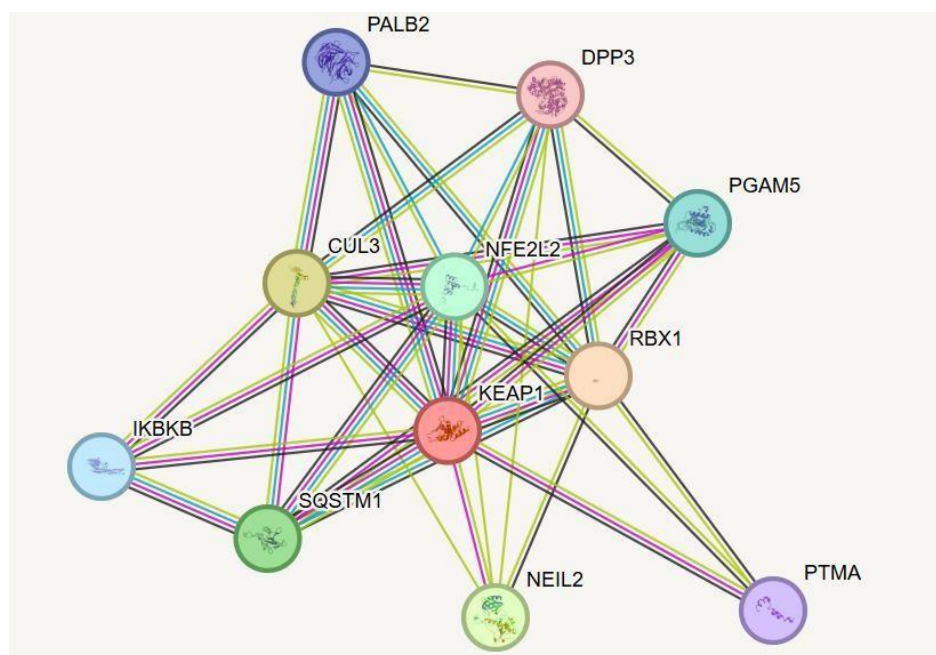 PALB2
DPP3
PGAM5
CUL3
NFE2L2
RBX1
KEAP1
IKBKB
SQSTM1
NEIL2
PTMA